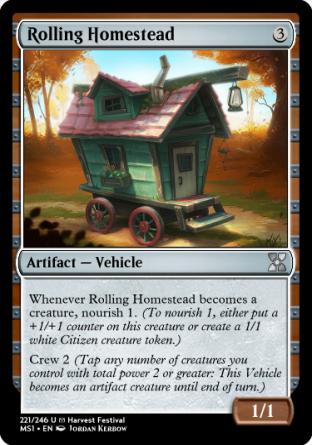 Rolling Homestead 3
Artifact — Vehicle
Whenever Rolling Homestead becomes a
creature, nourish 1. (To nourish 1, either put a
+1/+1 counter on this creature or create a 1/1
white Citizen creature token.)
Crew 2 (Tap any number of creatures you
control with total power 2 or greater: This Vehicle
becomes an artifact creature until end of turn.)
1/1
221/246 U Harvest Festival
MS1 • EN Jordan Kerbow